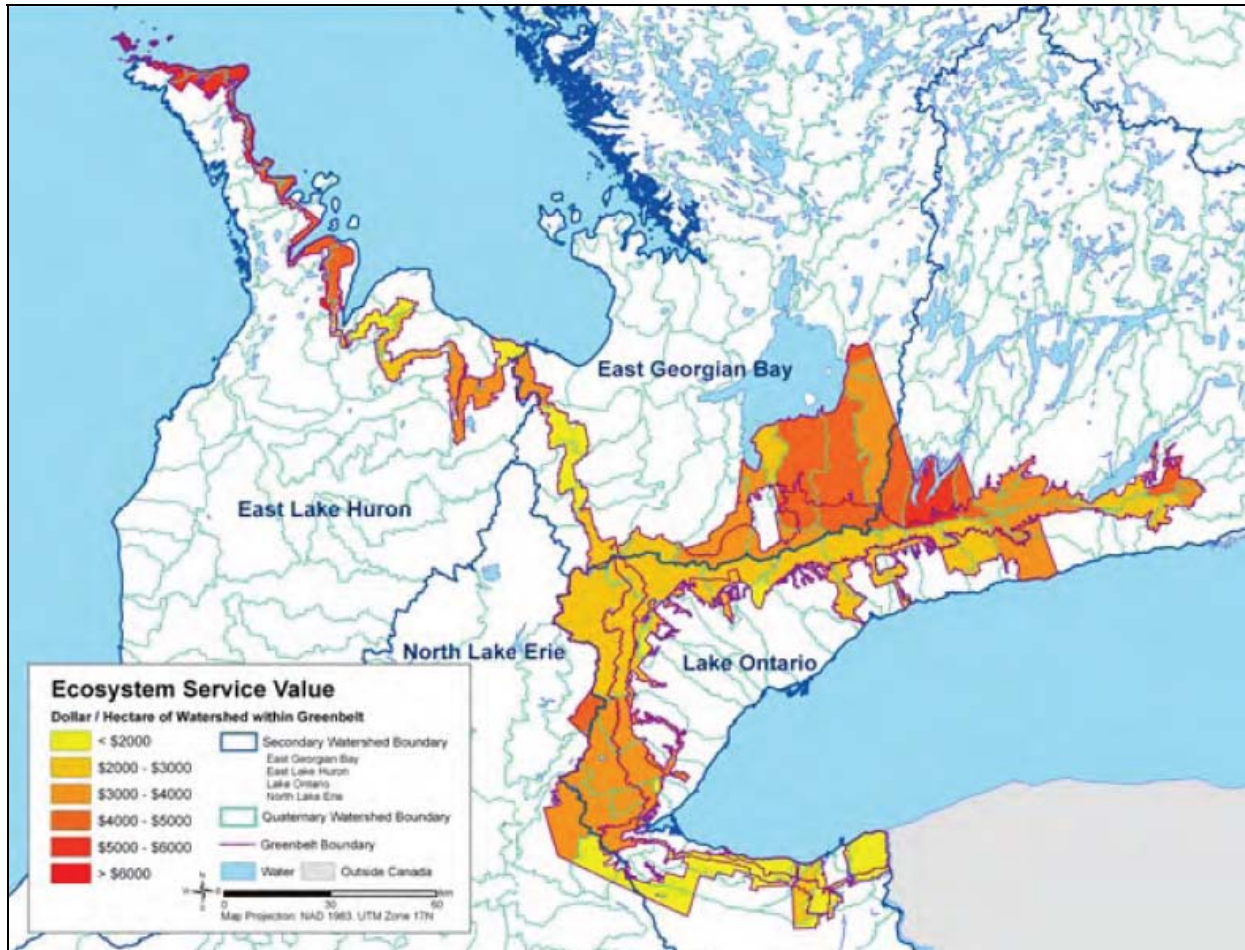 East Georgian Bay
East Lake Huron
North Lake Erie
Lake Ontario
Ecosystem Service Value
Dollar / Hectare of Watershed within Greenbelt
< $2000
$2000 - $3000
$3000 - $4000
$4000 - $5000
$5000 - $6000
> $6000
Secondary Watershed Boundary
East Georgian Bay
East Lake Huron
Lake Ontario
North Lake Erie
Quaternary Watershed Boundary
Greenbelt Boundary
Water Outside Canada
0 30 60 km
Map Projection: NAD 1983, UTM Zone 17N